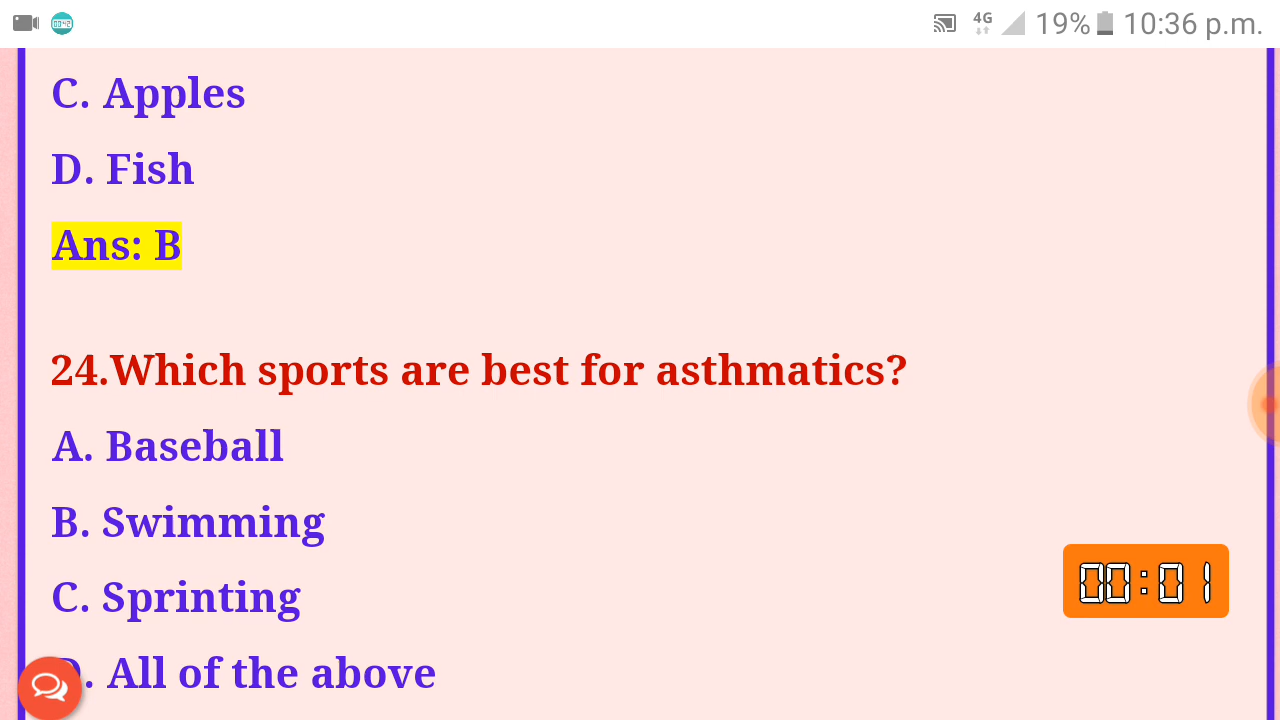 4G 19% 10:36 p.m.
C. Apples
D. Fish
Ans: B
24.Which sports are best for asthmatics?
A. Baseball
B. Swimming
00:01
C. Sprinting
D. All of the above